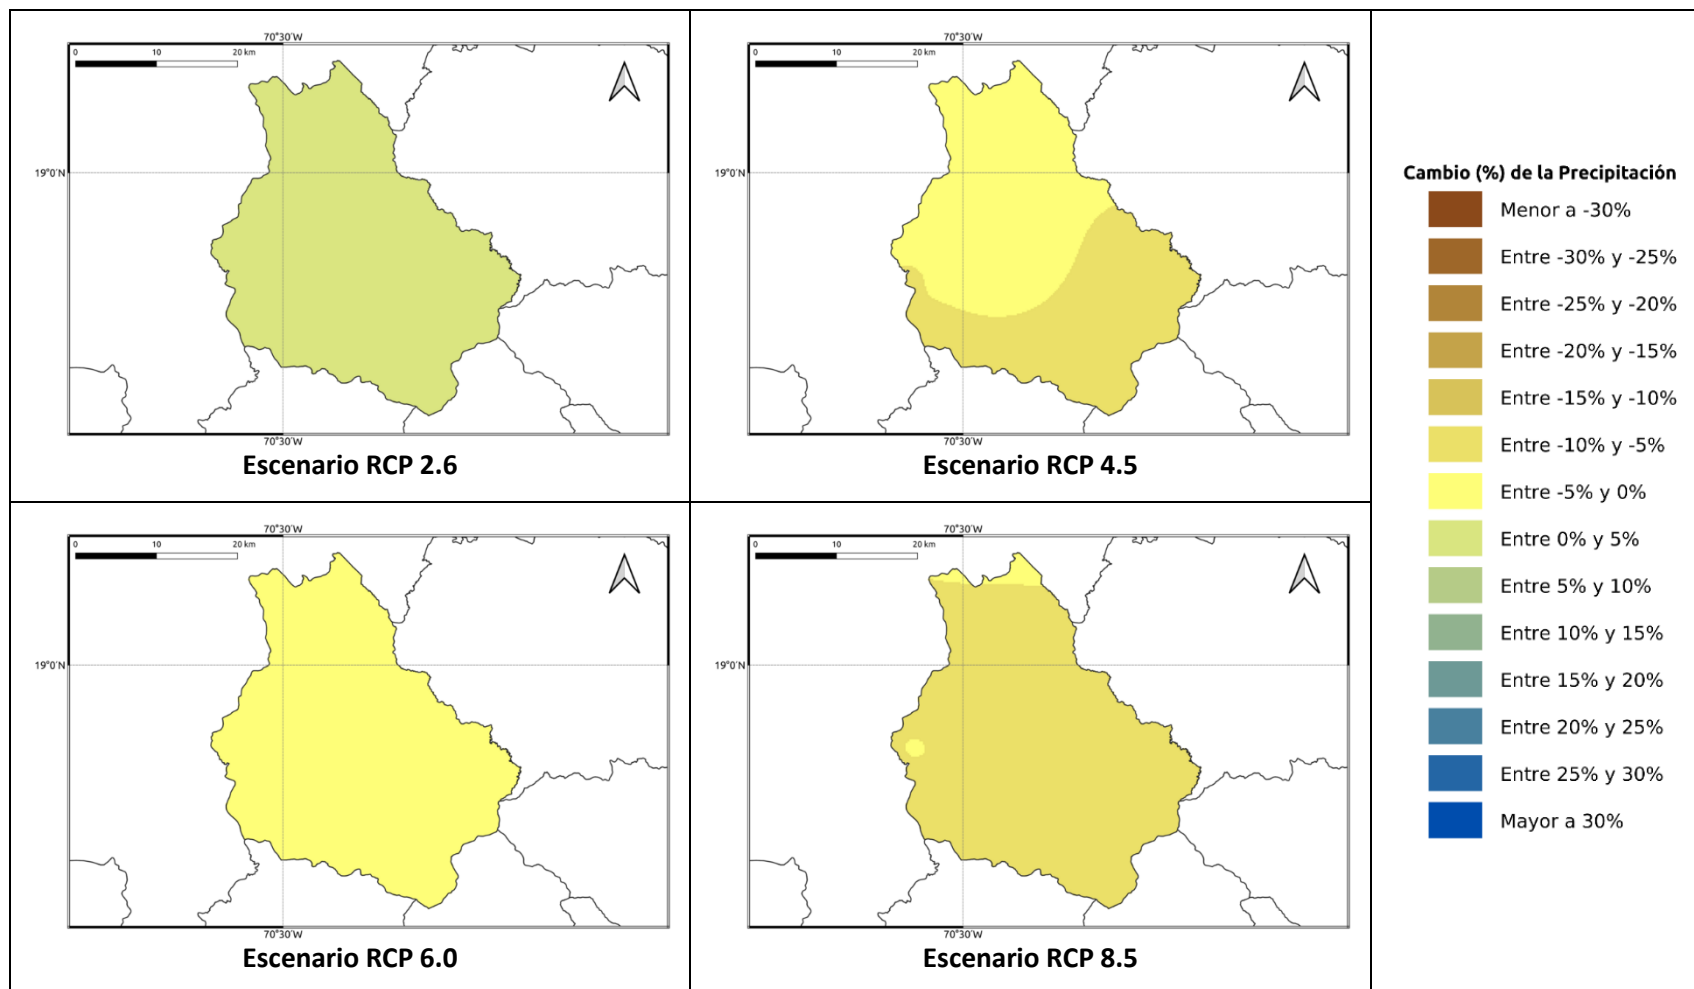 70°30'W
0 10 20 km
19°0'N
70°30'W
Escenario RCP 2.6
70°30'W
0 10 20 km
19°0'N
70°30'W
Escenario RCP 4.5
70°30'W
0 10 20 km
19°0'N
70°30'W
Escenario RCP 6.0
70°30'W
0 10 20 km
19°0'N
70°30'W
Escenario RCP 8.5
Cambio (%) de la Precipitación
Menor a -30%
Entre -30% y -25%
Entre -25% y -20%
Entre -20% y -15%
Entre -15% y -10%
Entre -10% y -5%
Entre -5% y 0%
Entre 0% y 5%
Entre 5% y 10%
Entre 10% y 15%
Entre 15% y 20%
Entre 20% y 25%
Entre 25% y 30%
Mayor a 30%